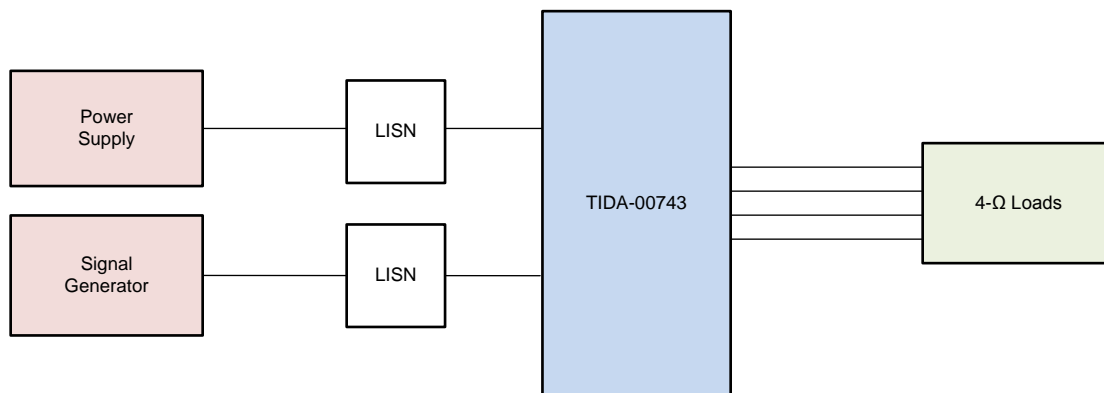 Power
Supply
LISN
TIDA-00743
4-Ω Loads
Signal
Generator
LISN